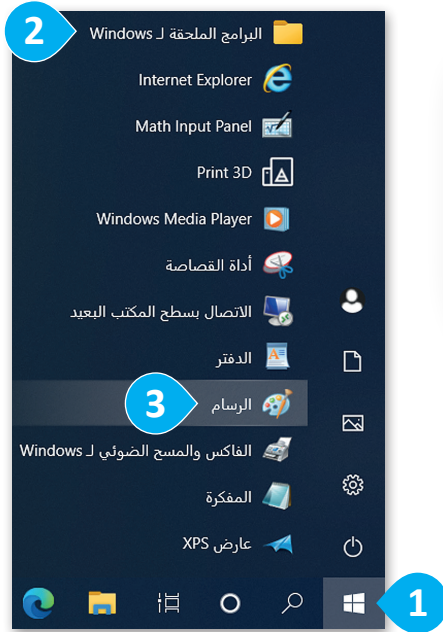 2
البرامج الملحقة لـ Windows
Internet Explorer
Math Input Panel
Print 3D
Windows Media Player
أداة القصاصة
الاتصال بسطح المكتب البعيد
الدفتر
3
الرسام
الفاكس والمسح الضوئي لـ Windows
المفكرة
عارض XPS
1